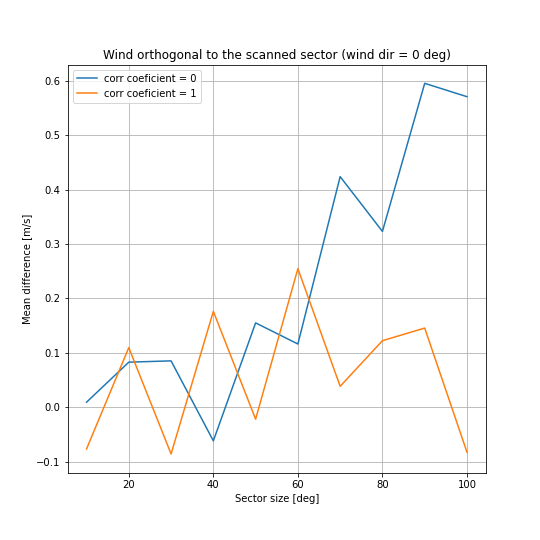 Wind orthogonal to the scanned sector (wind dir = 0 deg)
corr coeficient = 0
corr coeficient = 1
Mean difference [m/s]
0.6
0.5
0.4
0.3
0.2
0.1
0.0
−0.1
20 40 60 80 100
Sector size [deg]